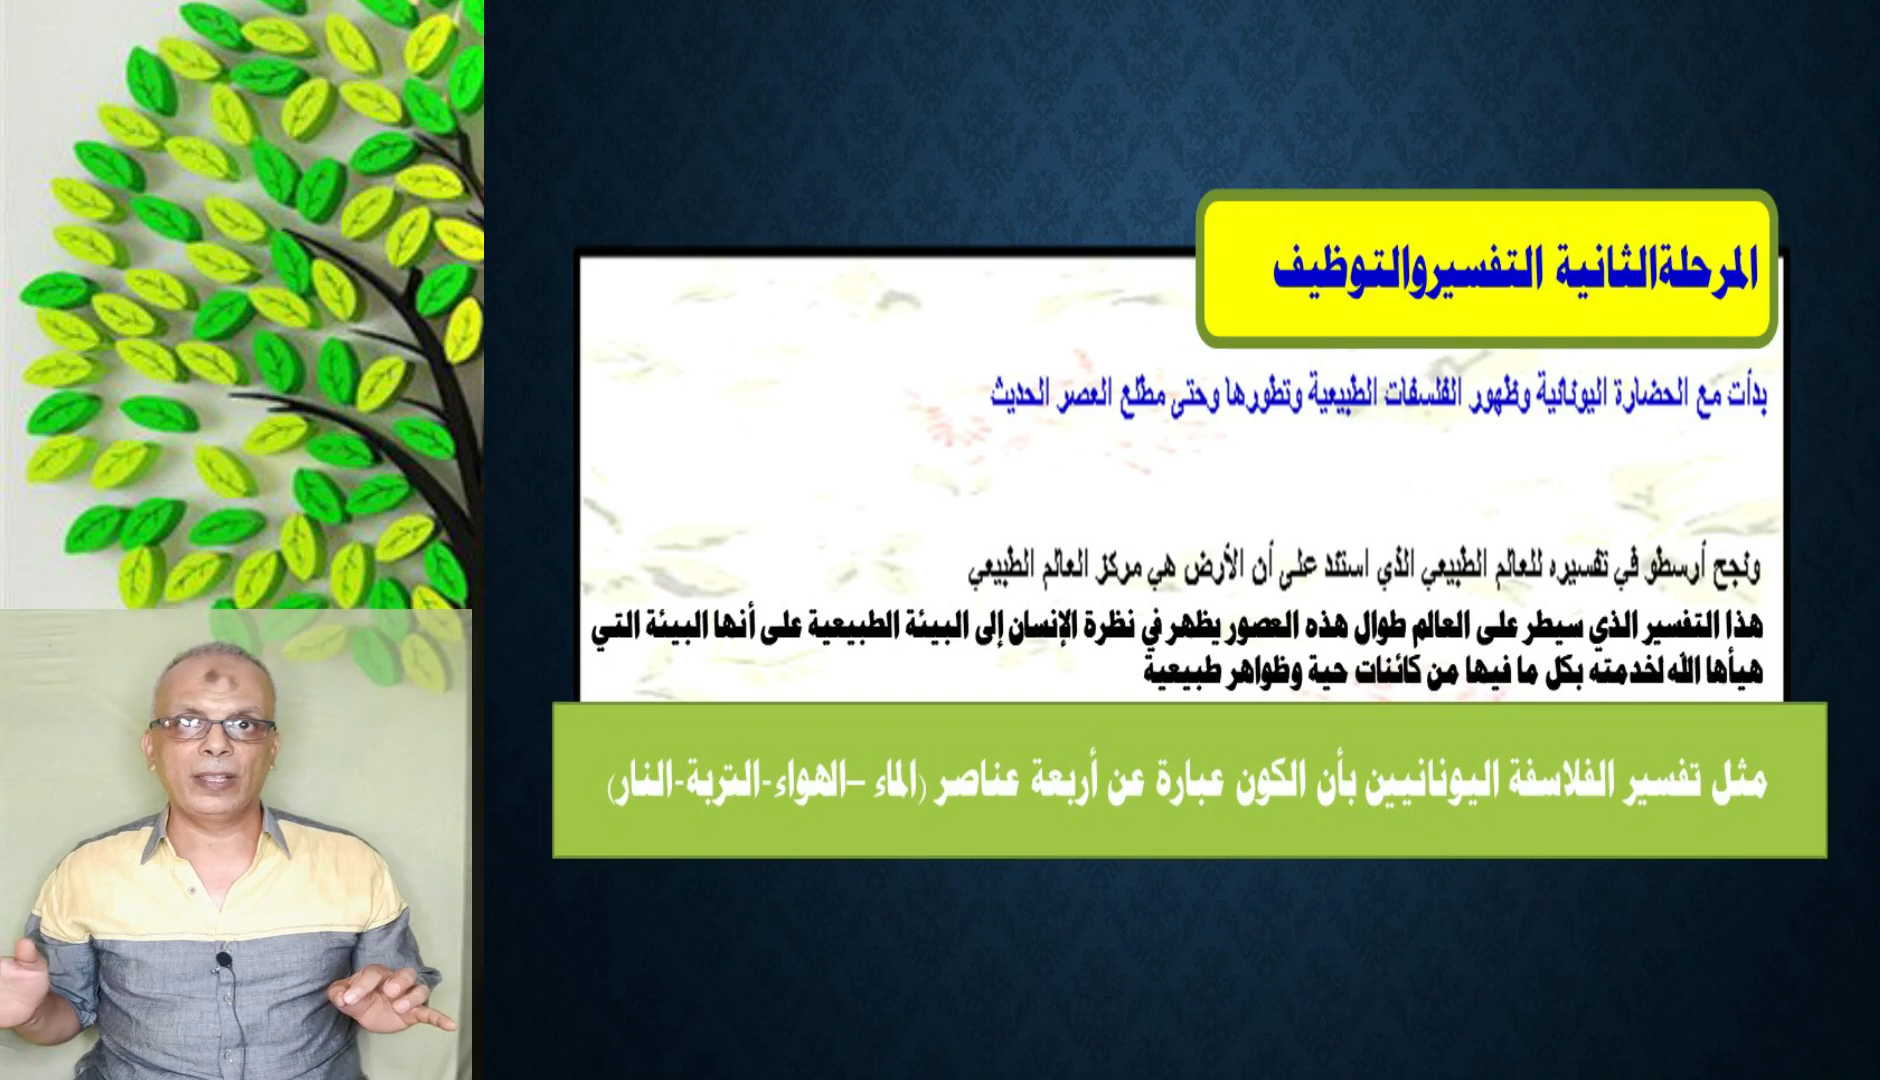 المرحلةالثانية التفسيروالتوظيف
بدأت مع الحضارة اليونانية وظهور الفلسفات الطبيعية وتطورها وحتى مطلع العصر الحديث
ونجح أرسطو في تفسيره للعالم الطبيعي الذي استند على أن الأرض هي مركز العالم الطبيعي
هذا التفسير الذي سيطر على العالم طوال هذه العصور يظهر في نظرة الإنسان إلى البيئة الطبيعية على أنها البيئة التي
هيأها الله لخدمته بكل ما فيها من كائنات حية وظواهر طبيعية
مثل تفسير الفلاسفة اليونانيين بأن الكون عبارة عن أربعة عناصر (الماء –الهواء-التربة-النار)